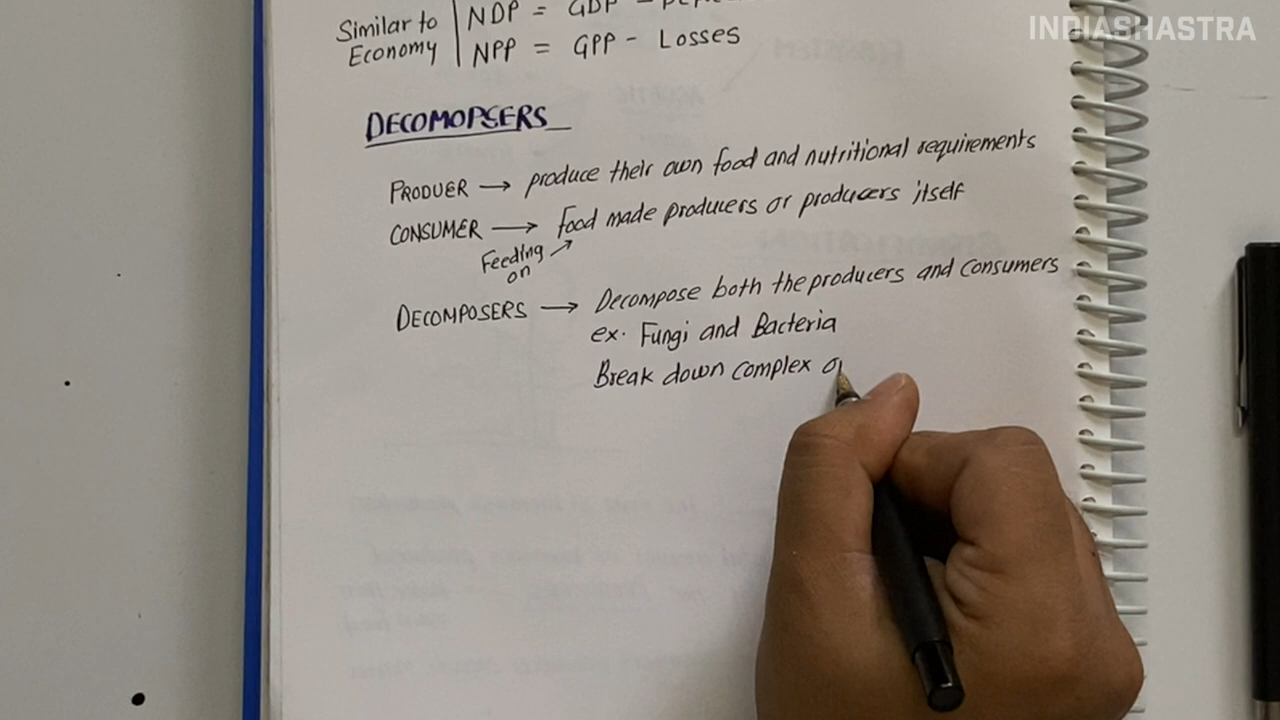 INDIASHASTRA
Similar to
Economy
NDP = GDP -
NPP = GPP - Losses
DECOMOPSERS
PRODUER → produce their own food and nutritional requirements
CONSUMER → Food made producers or producers itself
Feeding
on
DECOMPOSERS → Decompose both the producers and consumers
ex. Fungi and Bacteria
Break down complex